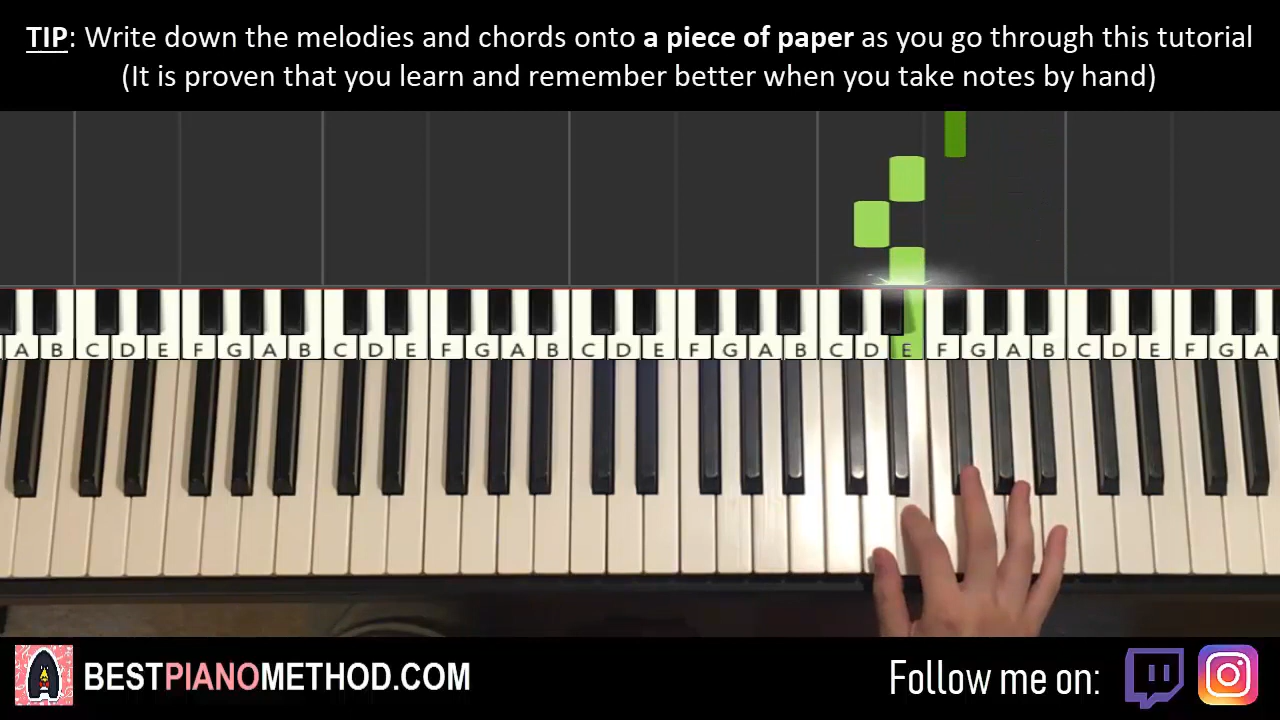 TIP: Write down the melodies and chords onto a piece of paper as you go through this tutorial
(It is proven that you learn and remember better when you take notes by hand)
A B C D E F G A B C D E F G A B C D E F G A B C D E F G A B C D E F G A
BESTPIANOMETHOD.COM
Follow me on: